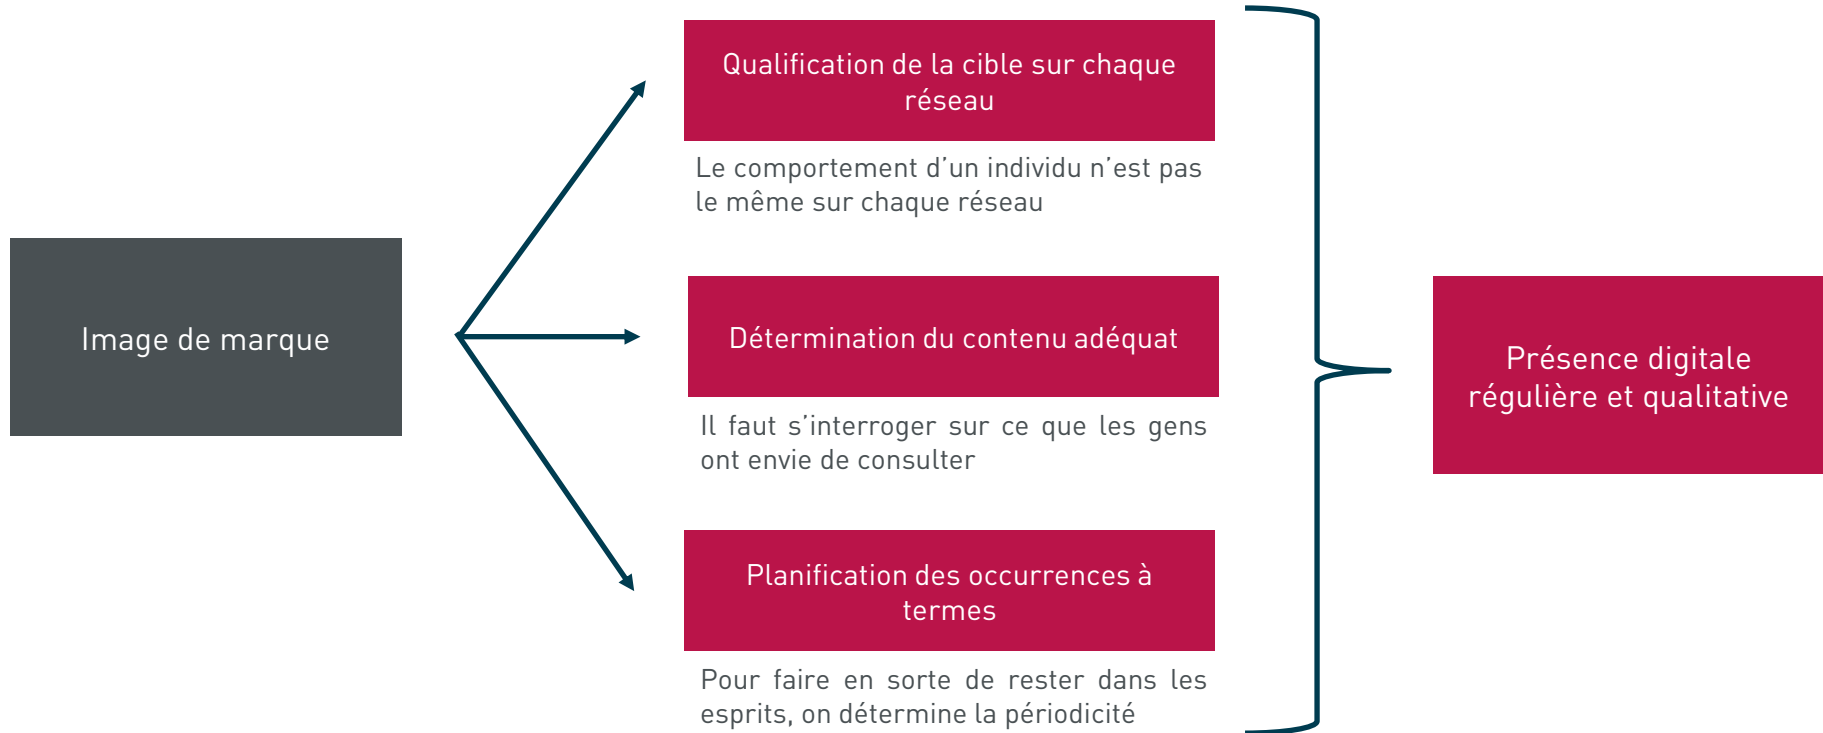 Image de marque
Qualification de la cible sur chaque
réseau
Le comportement d’un individu n’est pas
le même sur chaque réseau
Détermination du contenu adéquat
Il faut s’interroger sur ce que les gens
ont envie de consulter
Planification des occurrences à
termes
Pour faire en sorte de rester dans les
esprits, on détermine la périodicité
Présence digitale
régulière et qualitative